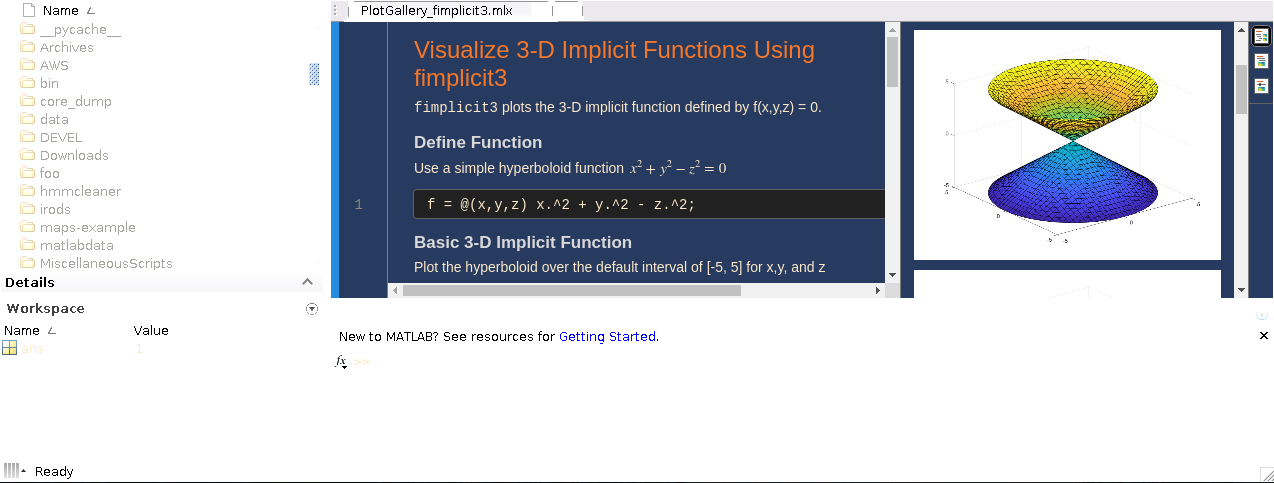 Name
__pycache__
Archives
AWS
bin
core_dump
data
DEVEL
Downloads
foo
hmmcleaner
irods
maps-example
matlabdata
MiscellaneousScripts
Details
Workspace
Name Value
ans 1
Ready
PlotGallery_fimplicit3.mlx
Visualize 3-D Implicit Functions Using
fimplicit3
fimplicit3 plots the 3-D implicit function defined by f(x,y,z) = 0.
Define Function
Use a simple hyperboloid function x² + y² − z² = 0
1 f = @(x,y,z) x.^2 + y.^2 - z.^2;
Basic 3-D Implicit Function
Plot the hyperboloid over the default interval of [-5, 5] for x,y, and z
5
0
-5
5
0
-5
-5
0
5
New to MATLAB? See resources for Getting Started.
fx >>